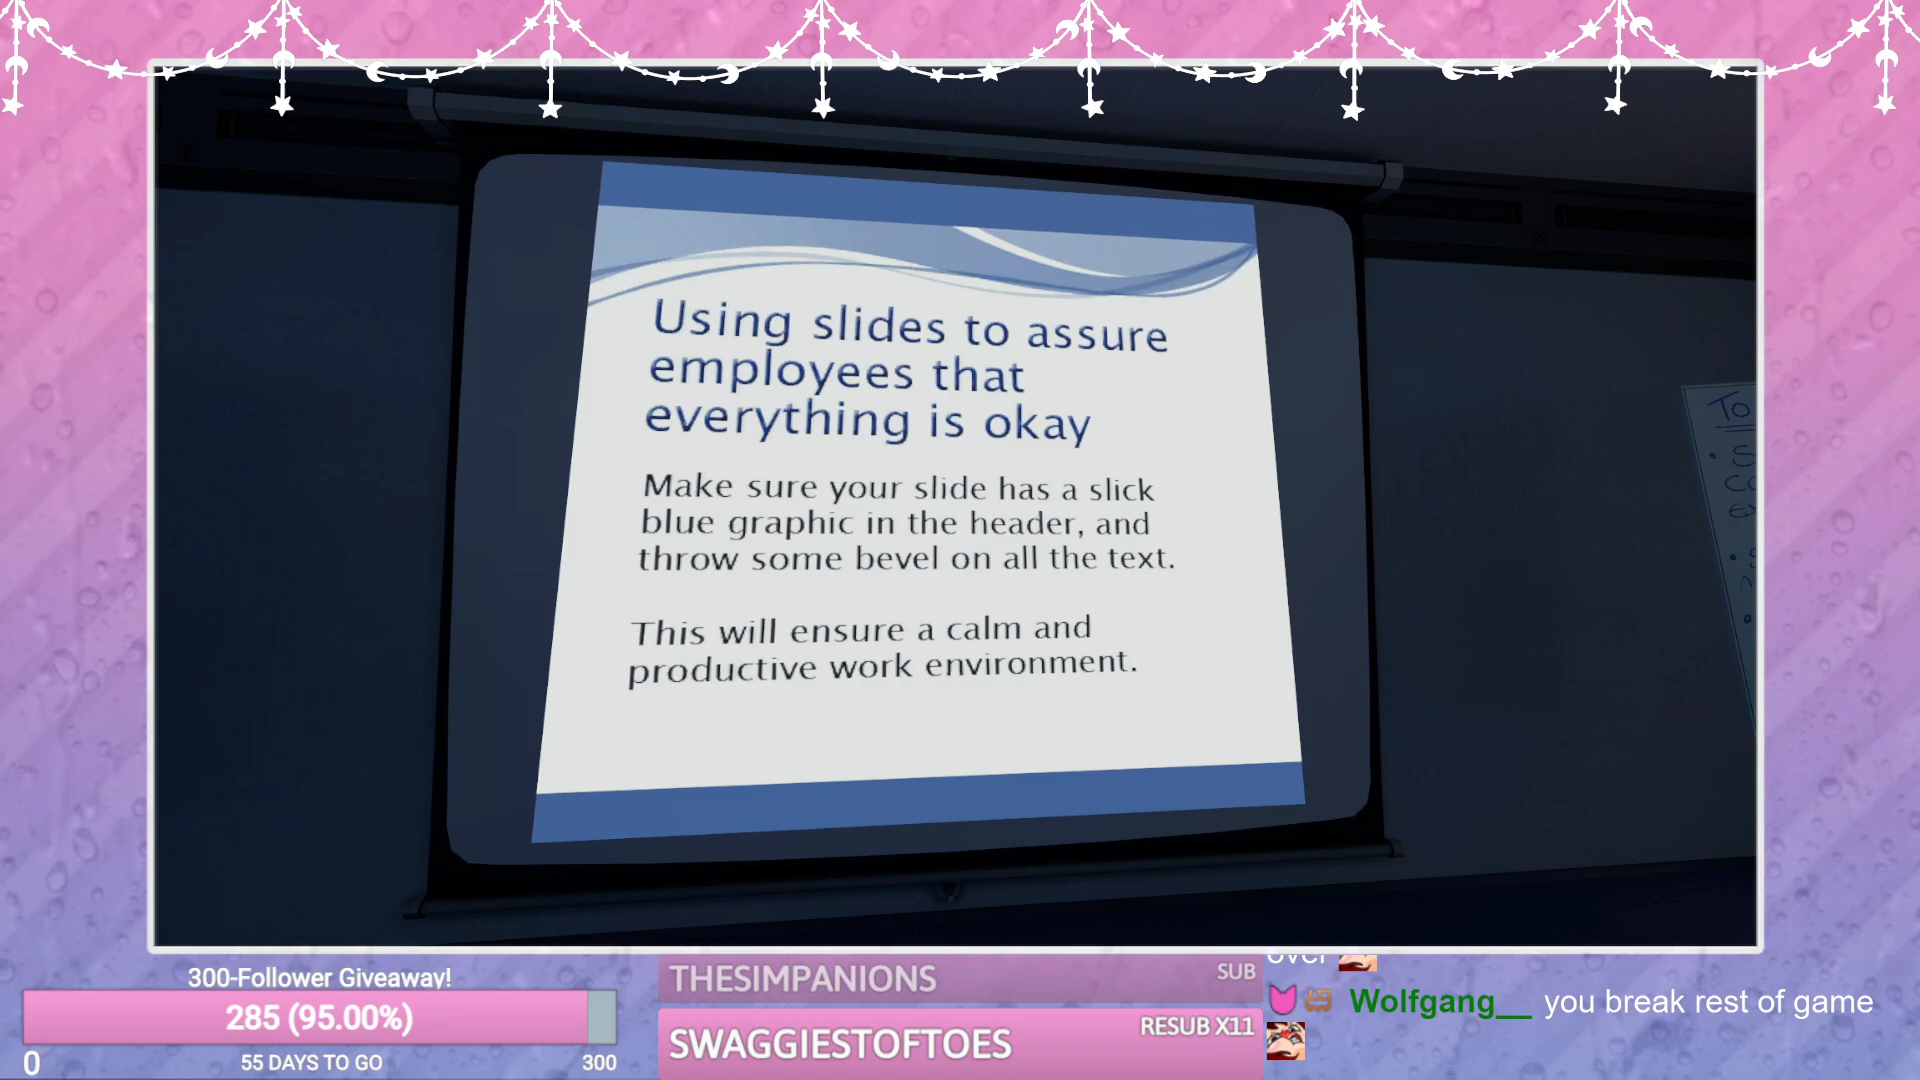 Using slides to assure
employees that
everything is okay
Make sure your slide has a slick
blue graphic in the header, and
throw some bevel on all the text.
This will ensure a calm and
productive work environment.
To
300-Follower Giveaway!
285 (95.00%)
0
55 DAYS TO GO
300
THESIMPANIONS
SUB
SWAGGIESTOFTOES
RESUB X11
over
Wolfgang__ you break rest of game